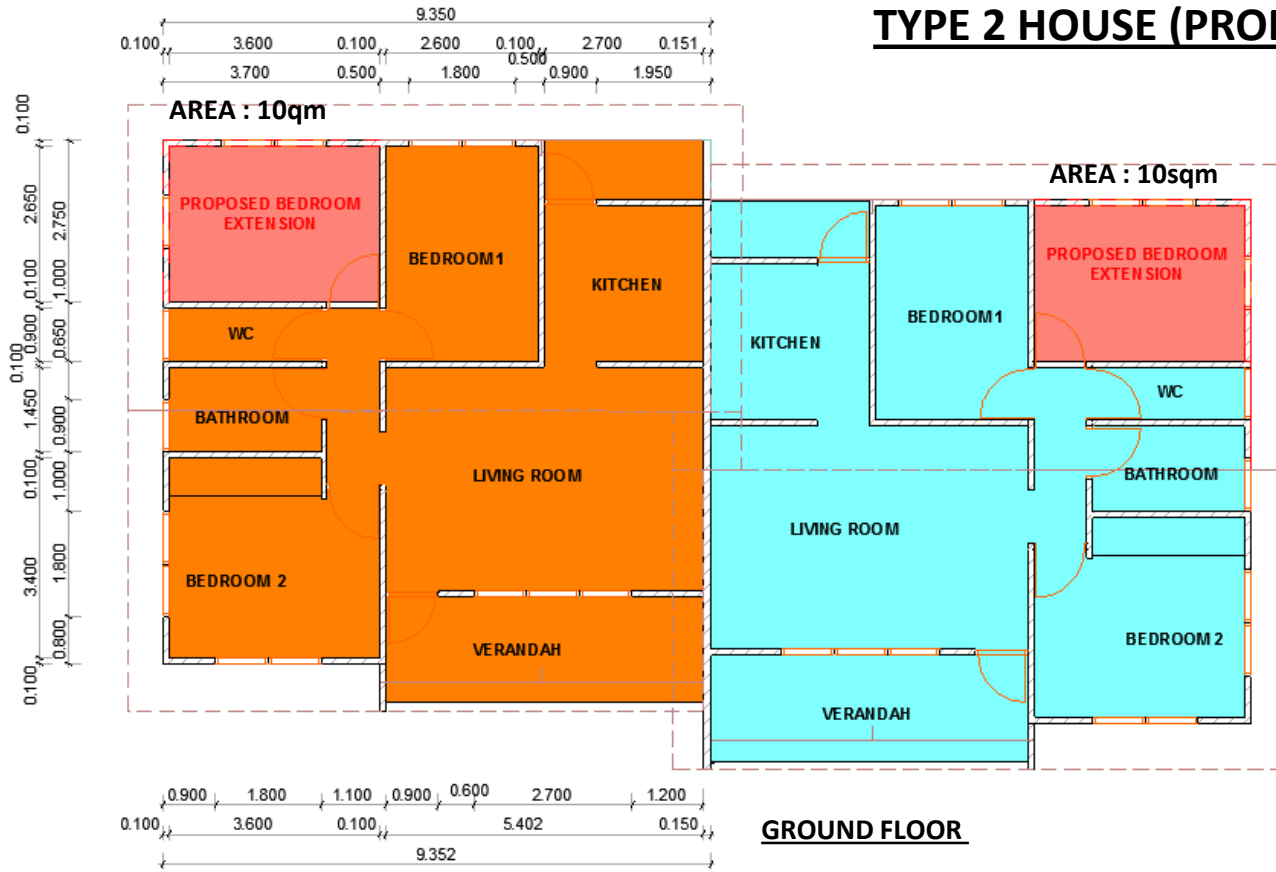 TYPE 2 HOUSE (PROP
9.350
0.100 3.600 0.100 2.600 0.100 2.700 0.151
0.500
3.700 0.500 1.800 0.900 1.950
AREA : 10qm
AREA : 10sqm
0.100
2.650
2.750
0.100
1.000
0.900
0.650
0.100
1.450
0.900
0.100
1.000
3.400
1.800
0.800
0.100
PROPOSED BEDROOM
EXTENSION
BEDROOM1
KITCHEN
WC
BATHROOM
LIVING ROOM
BEDROOM 2
VERANDAH
PROPOSED BEDROOM
EXTENSION
BEDROOM1
KITCHEN
WC
BATHROOM
LIVING ROOM
BEDROOM 2
VERANDAH
0.900 1.800 1.100 0.900 0.600 2.700 1.200
0.100 3.600 0.100 5.402 0.150
9.352
GROUND FLOOR